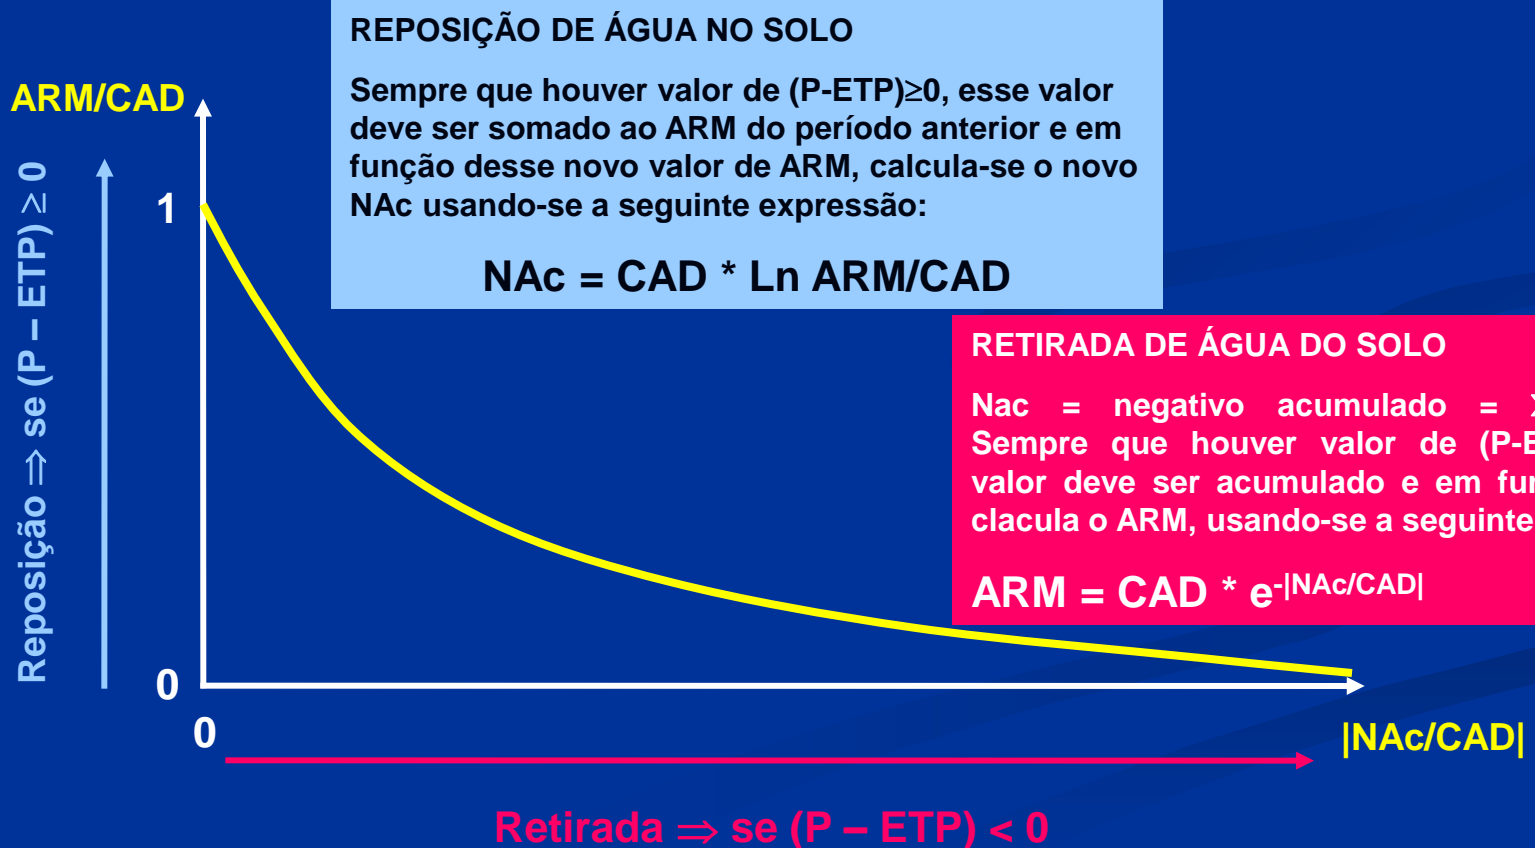 REPOSIÇÃO DE ÁGUA NO SOLO
Sempre que houver valor de (P-ETP)≥0, esse valor
deve ser somado ao ARM do período anterior e em
função desse novo valor de ARM, calcula-se o novo
NAc usando-se a seguinte expressão:
NAc = CAD * Ln ARM/CAD
ARM/CAD
Reposição ⇒ se (P – ETP) ≥ 0
1
0
0
RETIRADA DE ÁGUA DO SOLO
Nac = negativo acumulado =
Sempre que houver valor de (P-E
valor deve ser acumulado e em fun
clacula o ARM, usando-se a seguinte
ARM = CAD * e-|NAc/CAD|
|NAc/CAD|
Retirada ⇒ se (P – ETP) < 0